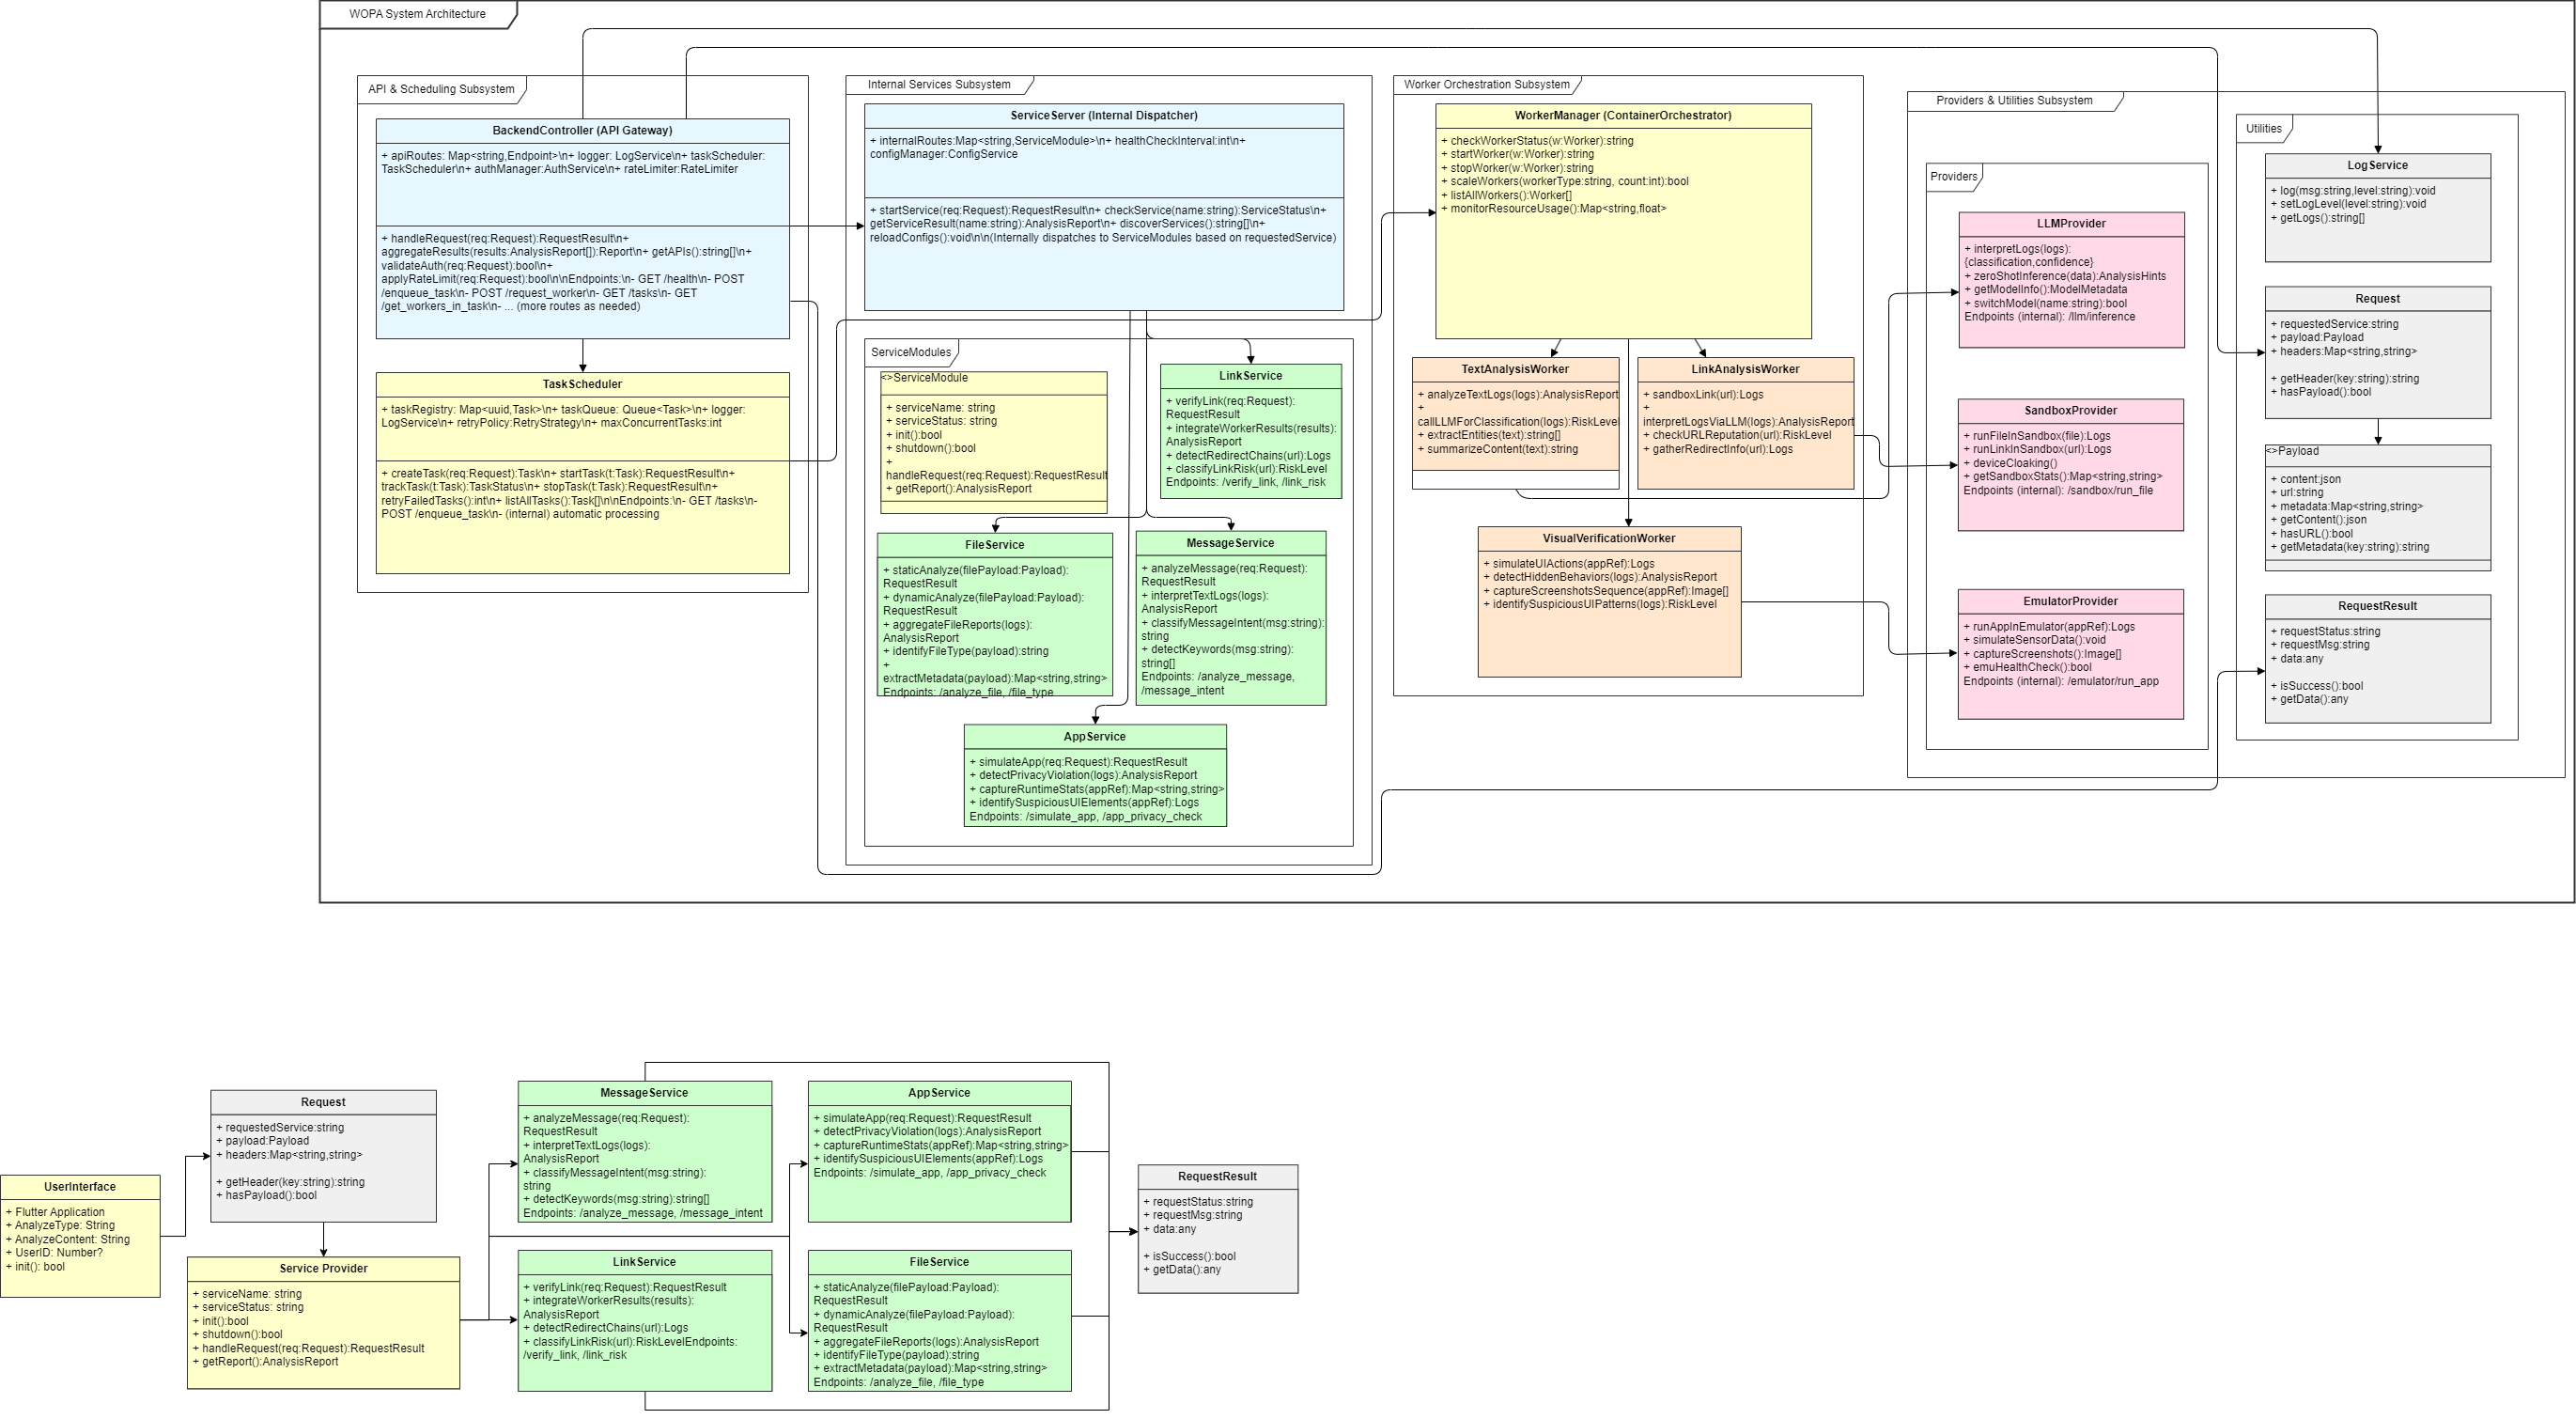 WOPA System Architecture
API & Scheduling Subsystem
BackendController (API Gateway)
+ apiRoutes: Map<string,Endpoint>\n+ logger: LogService\n+ taskScheduler:
TaskScheduler\n+ authManager:AuthService\n+ rateLimiter:RateLimiter
+ handleRequest(req:Request):RequestResult\n+
aggregateResults(results:AnalysisReport[]):Report\n+ getAPIs():string[]\n+
validateAuth(req:Request):bool\n+
applyRateLimit(req:Request):bool\n\nEndpoints:\n- GET /health\n- POST
/enqueue_task\n- POST /request_worker\n- GET /tasks\n- GET
/get_workers_in_task\n- ... (more routes as needed)
TaskScheduler
+ taskRegistry: Map<uuid,Task>\n+ taskQueue: Queue<Task>\n+ logger:
LogService\n+ retryPolicy:RetryStrategy\n+ maxConcurrentTasks:int
+ createTask(req:Request):Task\n+ startTask(t:Task):RequestResult\n+
trackTask(t:Task):TaskStatus\n+ stopTask(t:Task):RequestResult\n+
retryFailedTasks():int\n+ listAllTasks():Task[]\n\nEndpoints:\n- GET /tasks\n-
POST /enqueue_task\n- (internal) automatic processing
Internal Services Subsystem
ServiceServer (Internal Dispatcher)
+ internalRoutes:Map<string,ServiceModule>\n+ healthCheckInterval:int\n+
configManager:ConfigService
+ startService(req:Request):RequestResult\n+ checkService(name:string):ServiceStatus\n+
getServiceResult(name:string):AnalysisReport\n+ discoverServices():string[]\n+
reloadConfigs():void\n\n(Internally dispatches to ServiceModules based on requestedService)
ServiceModules
<>ServiceModule
+ serviceName: string
+ serviceStatus: string
+ init():bool
+ shutdown():bool
+
handleRequest(req:Request):RequestResult
+ getReport():AnalysisReport
LinkService
+ verifyLink(req:Request):
RequestResult
+ integrateWorkerResults(results):
AnalysisReport
+ detectRedirectChains(url):Logs
+ classifyLinkRisk(url):RiskLevel
Endpoints: /verify_link, /link_risk
FileService
+ staticAnalyze(filePayload:Payload):
RequestResult
+ dynamicAnalyze(filePayload:Payload):
RequestResult
+ aggregateFileReports(logs):
AnalysisReport
+ identifyFileType(payload):string
+
extractMetadata(payload):Map<string,string>
Endpoints: /analyze_file, /file_type
MessageService
+ analyzeMessage(req:Request):
RequestResult
+ interpretTextLogs(logs):
AnalysisReport
+ classifyMessageIntent(msg:string):
string
+ detectKeywords(msg:string):
string[]
Endpoints: /analyze_message,
/message_intent
AppService
+ simulateApp(req:Request):RequestResult
+ detectPrivacyViolation(logs):AnalysisReport
+ captureRuntimeStats(appRef):Map<string,string>
+ identifySuspiciousUIElements(appRef):Logs
Endpoints: /simulate_app, /app_privacy_check
Worker Orchestration Subsystem
WorkerManager (ContainerOrchestrator)
+ checkWorkerStatus(w:Worker):string
+ startWorker(w:Worker):string
+ stopWorker(w:Worker):string
+ scaleWorkers(workerType:string, count:int):bool
+ listAllWorkers():Worker[]
+ monitorResourceUsage():Map<string,float>
TextAnalysisWorker
+ analyzeTextLogs(logs):AnalysisReport
+
callLLMForClassification(logs):RiskLevel
+ extractEntities(text):string[]
+ summarizeContent(text):string
LinkAnalysisWorker
+ sandboxLink(url):Logs
+
interpretLogsViaLLM(logs):AnalysisReport
+ checkURLReputation(url):RiskLevel
+ gatherRedirectInfo(url):Logs
VisualVerificationWorker
+ simulateUIActions(appRef):Logs
+ detectHiddenBehaviors(logs):AnalysisReport
+ captureScreenshotsSequence(appRef):Image[]
+ identifySuspiciousUIPatterns(logs):RiskLevel
Providers & Utilities Subsystem
Providers
LLMProvider
+ interpretLogs(logs):
{classification,confidence}
+ zeroShotInference(data):AnalysisHints
+ getModelInfo():ModelMetadata
+ switchModel(name:string):bool
Endpoints (internal): /llm/inference
SandboxProvider
+ runFileInSandbox(file):Logs
+ runLinkInSandbox(url):Logs
+ deviceCloaking()
+ getSandboxStats():Map<string,string>
Endpoints (internal): /sandbox/run_file
EmulatorProvider
+ runAppInEmulator(appRef):Logs
+ simulateSensorData():void
+ captureScreenshots():Image[]
+ emuHealthCheck():bool
Endpoints (internal): /emulator/run_app
Utilities
LogService
+ log(msg:string,level:string):void
+ setLogLevel(level:string):void
+ getLogs():string[]
Request
+ requestedService:string
+ payload:Payload
+ headers:Map<string,string>
+ getHeader(key:string):string
+ hasPayload():bool
<>Payload
+ content:json
+ url:string
+ metadata:Map<string,string>
+ getContent():json
+ hasURL():bool
+ getMetadata(key:string):string
RequestResult
+ requestStatus:string
+ requestMsg:string
+ data:any
+ isSuccess():bool
+ getData():any
UserInterface
+ Flutter Application
+ AnalyzeType: String
+ AnalyzeContent: String
+ UserID: Number?
+ init(): bool
Request
+ requestedService:string
+ payload:Payload
+ headers:Map<string,string>
+ getHeader(key:string):string
+ hasPayload():bool
Service Provider
+ serviceName: string
+ serviceStatus: string
+ init():bool
+ shutdown():bool
+ handleRequest(req:Request):RequestResult
+ getReport():AnalysisReport
MessageService
+ analyzeMessage(req:Request):
RequestResult
+ interpretTextLogs(logs):
AnalysisReport
+ classifyMessageIntent(msg:string):
string
+ detectKeywords(msg:string):string[]
Endpoints: /analyze_message, /message_intent
LinkService
+ verifyLink(req:Request):RequestResult
+ integrateWorkerResults(results):
AnalysisReport
+ detectRedirectChains(url):Logs
+ classifyLinkRisk(url):RiskLevelEndpoints:
/verify_link, /link_risk
AppService
+ simulateApp(req:Request):RequestResult
+ detectPrivacyViolation(logs):AnalysisReport
+ captureRuntimeStats(appRef):Map<string,string>
+ identifySuspiciousUIElements(appRef):Logs
Endpoints: /simulate_app, /app_privacy_check
FileService
+ staticAnalyze(filePayload:Payload):
RequestResult
+ dynamicAnalyze(filePayload:Payload):
RequestResult
+ aggregateFileReports(logs):AnalysisReport
+ identifyFileType(payload):string
+ extractMetadata(payload):Map<string,string>
Endpoints: /analyze_file, /file_type
RequestResult
+ requestStatus:string
+ requestMsg:string
+ data:any
+ isSuccess():bool
+ getData():any